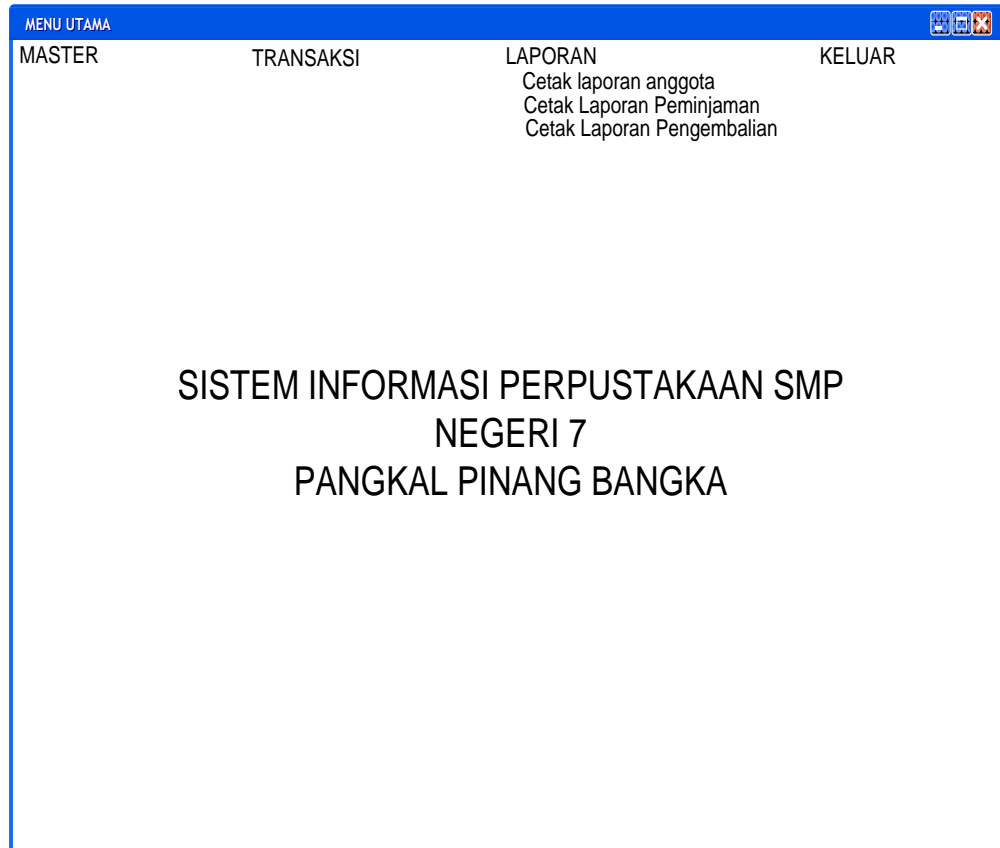 MENU UTAMA
MASTER TRANSAKSI LAPORAN KELUAR
Cetak laporan anggota
Cetak Laporan Peminjaman
Cetak Laporan Pengembalian
SISTEM INFORMASI PERPUSTAKAAN SMP
NEGERI 7
PANGKAL PINANG BANGKA